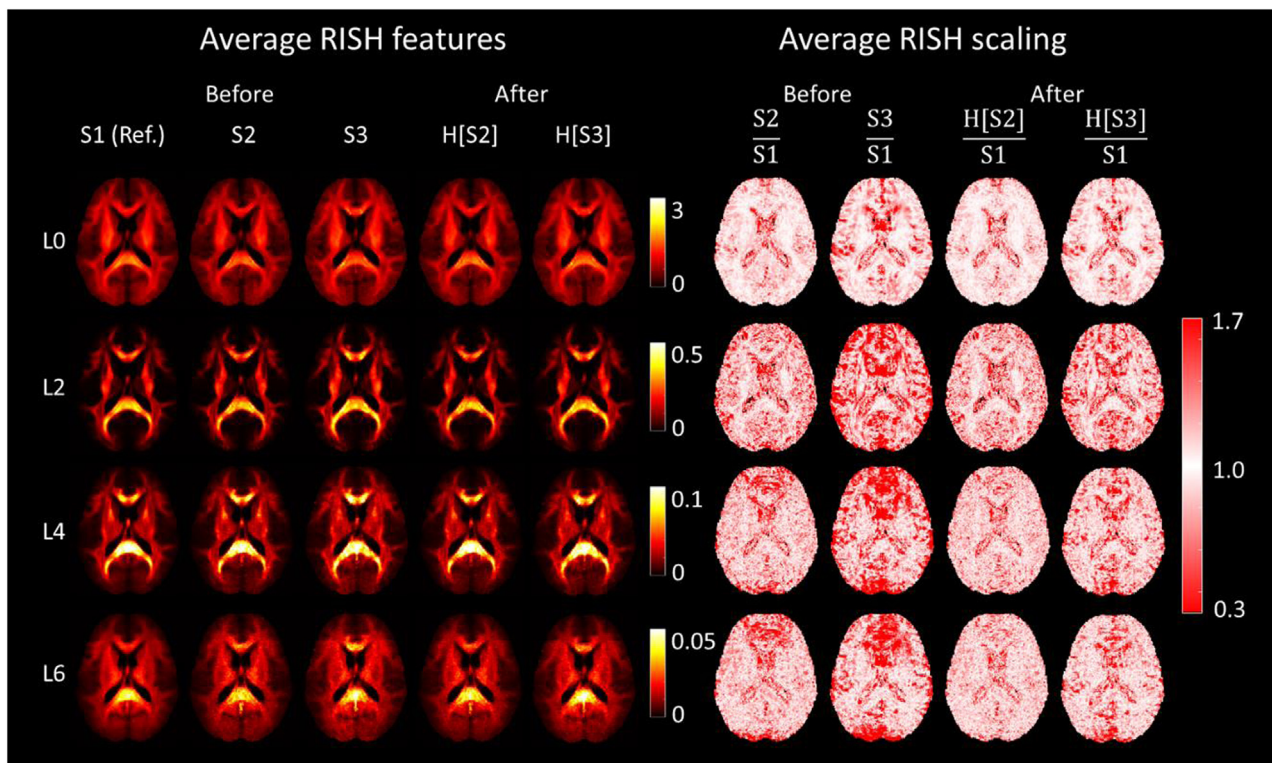 Average RISH features
Average RISH scaling
Before
After
Before
After
S1 (Ref.)
S2
S3
H[S2]
H[S3]
S2
S1
S3
S1
H[S2]
S1
H[S3]
S1
L0
3
0
L2
0.5
0
L4
0.1
0
L6
0.05
0
1.7
1.0
0.3